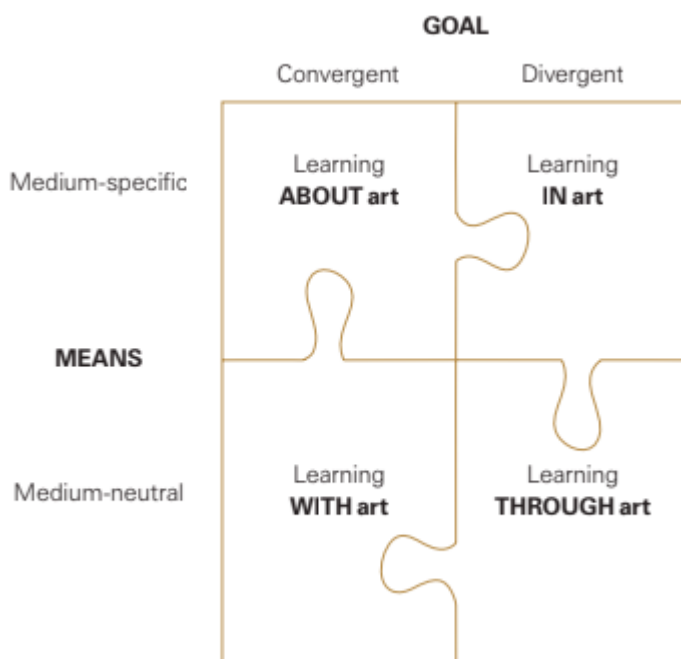 GOAL
Convergent
Divergent
Medium-specific
Learning
ABOUT art
Learning
IN art
MEANS
Medium-neutral
Learning
WITH art
Learning
THROUGH art